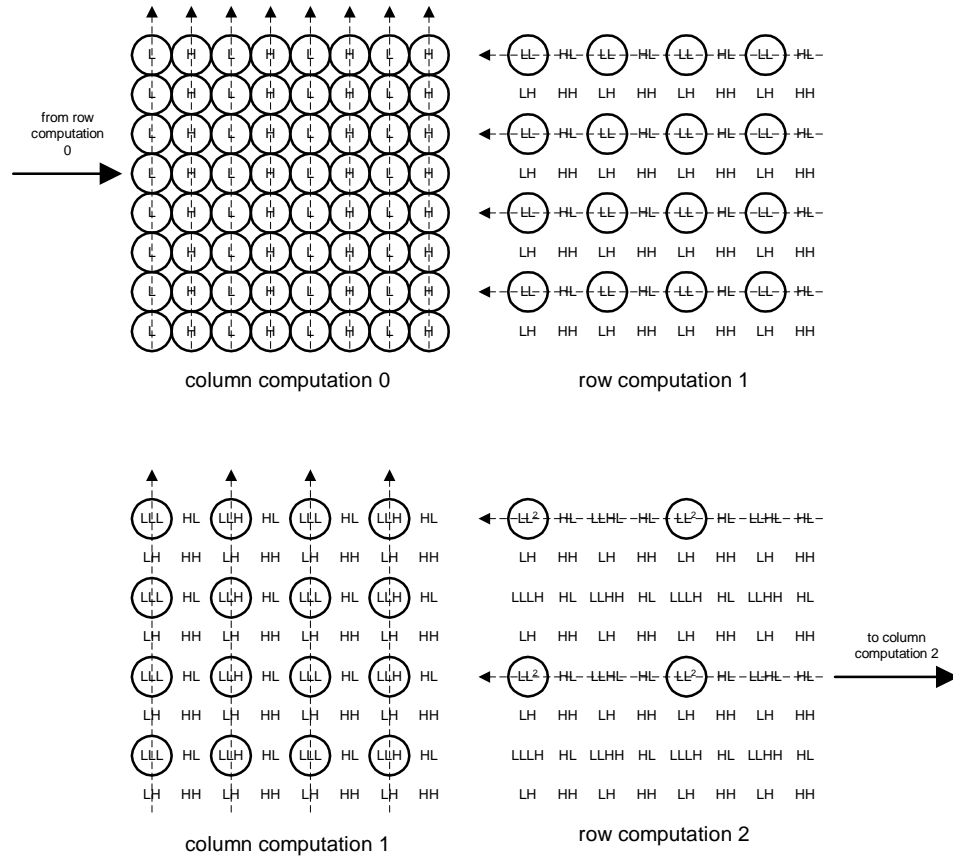 L H L H L H L H
LL HL LL HL LL HL LL HL
L H L H L H L H
LH HH LH HH LH HH LH HH
from row
computation
0
L H L H L H L H
LL HL LL HL LL HL LL HL
L H L H L H L H
LH HH LH HH LH HH LH HH
L H L H L H L H
LL HL LL HL LL HL LL HL
L H L H L H L H
LH HH LH HH LH HH LH HH
L H L H L H L H
LL HL LL HL LL HL LL HL
L H L H L H L H
LH HH LH HH LH HH LH HH
column computation 0
row computation 1
LLL HL LLH HL LLL HL LLH HL
LL² HL LLHL HL LL² HL LLHL HL
LH HH LH HH LH HH LH HH
LH HH LH HH LH HH LH HH
LLL HL LLH HL LLL HL LLH HL
LLLH HL LLHH HL LLLH HL LLHH HL
LH HH LH HH LH HH LH HH
LH HH LH HH LH HH LH HH
to column
computation 2
LLL HL LLH HL LLL HL LLH HL
LL² HL LLHL HL LL² HL LLHL HL
LH HH LH HH LH HH LH HH
LH HH LH HH LH HH LH HH
LLL HL LLH HL LLL HL LLH HL
LLLH HL LLHH HL LLLH HL LLHH HL
LH HH LH HH LH HH LH HH
LH HH LH HH LH HH LH HH
column computation 1
row computation 2